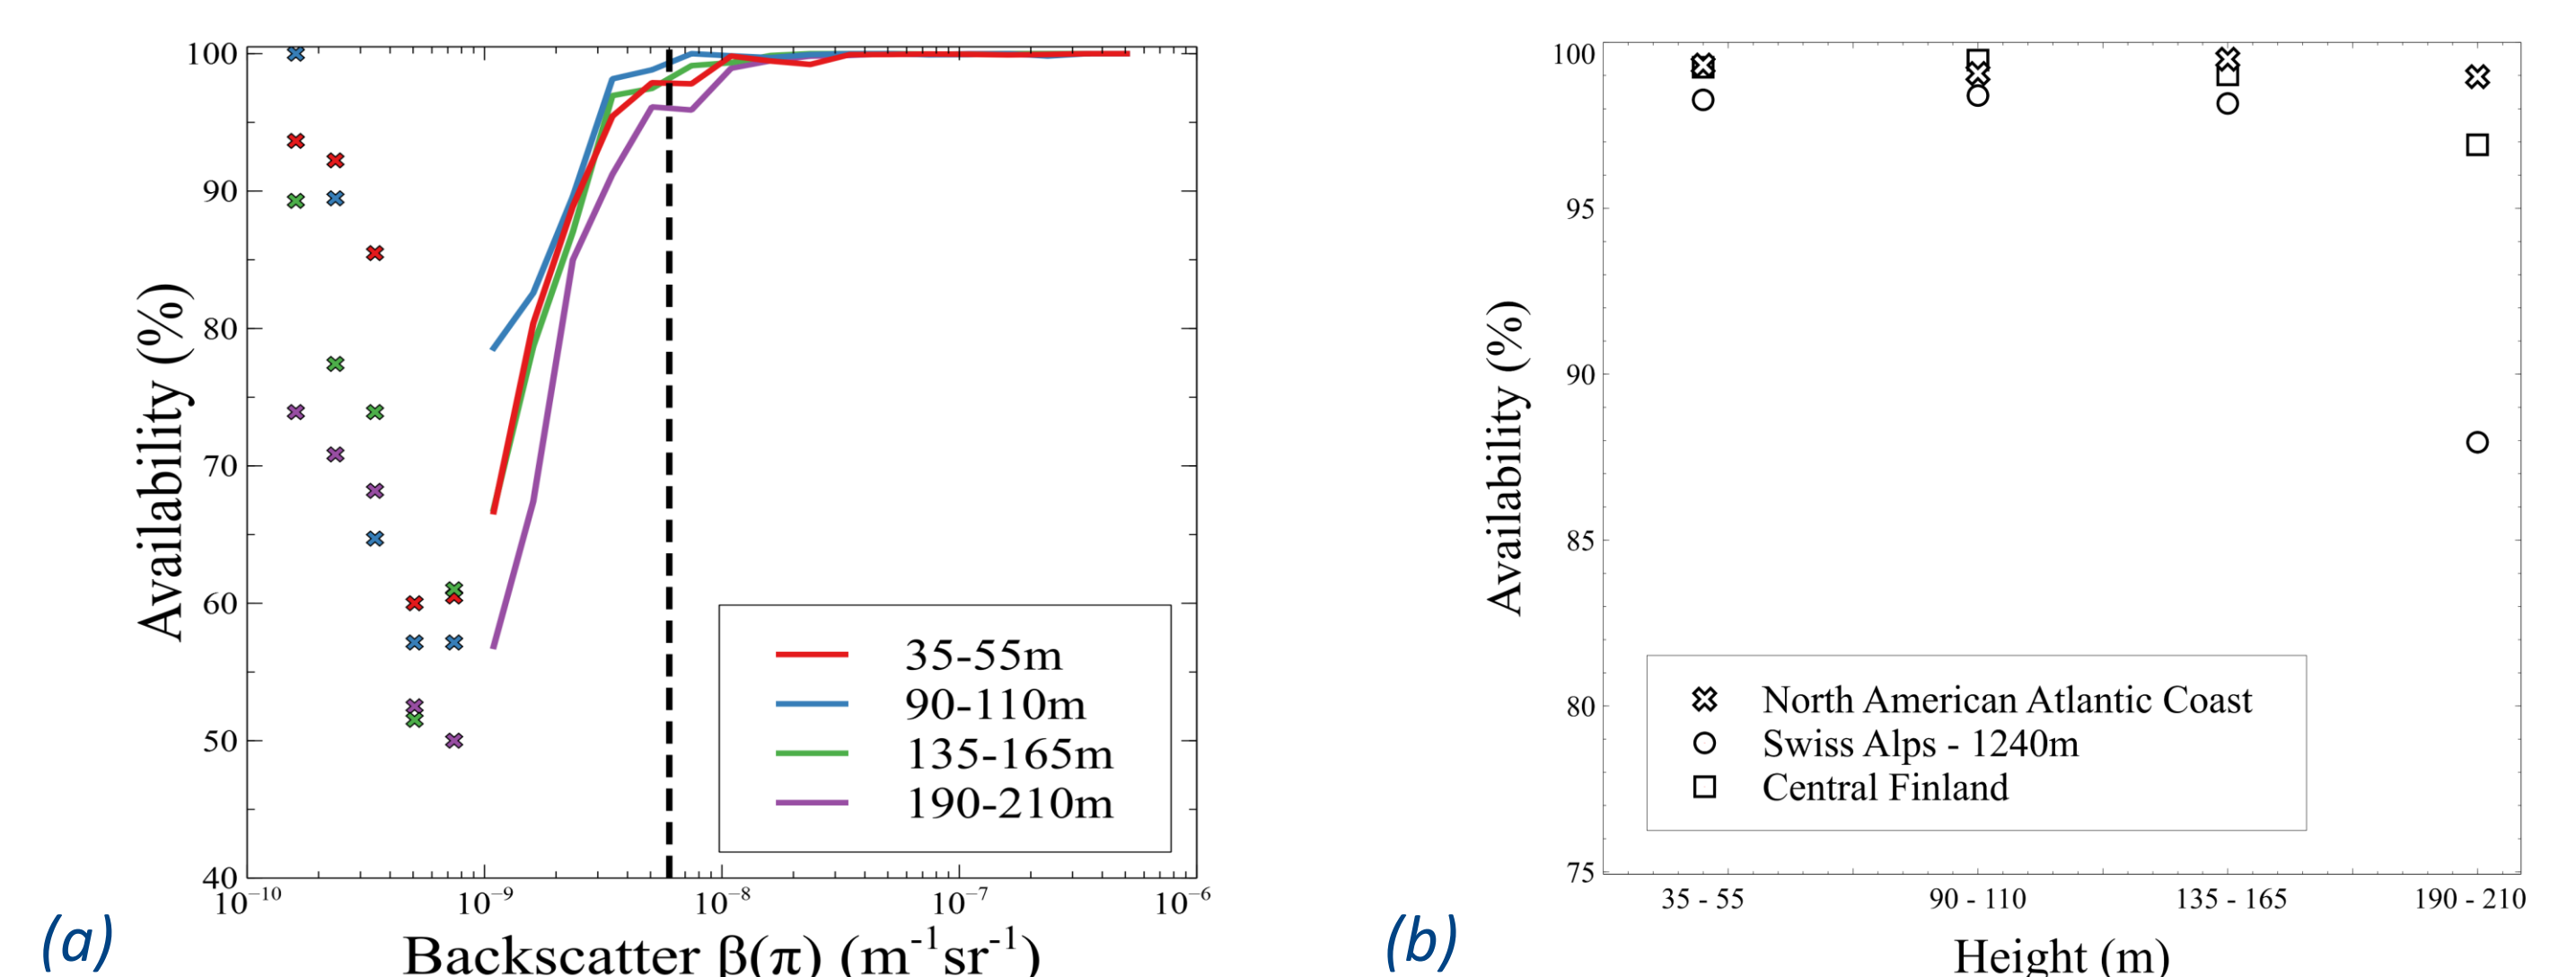 100
90
80
70
60
50
40
Availability (%)
10⁻¹⁰
10⁻⁹
10⁻⁸
10⁻⁷
10⁻⁶
Backscatter β(π) (m⁻¹sr⁻¹)
35-55m
90-110m
135-165m
190-210m
(a)
100
95
90
85
80
75
Availability (%)
North American Atlantic Coast
Swiss Alps - 1240m
Central Finland
35 - 55
90 - 110
135 - 165
190 - 210
Height (m)
(b)